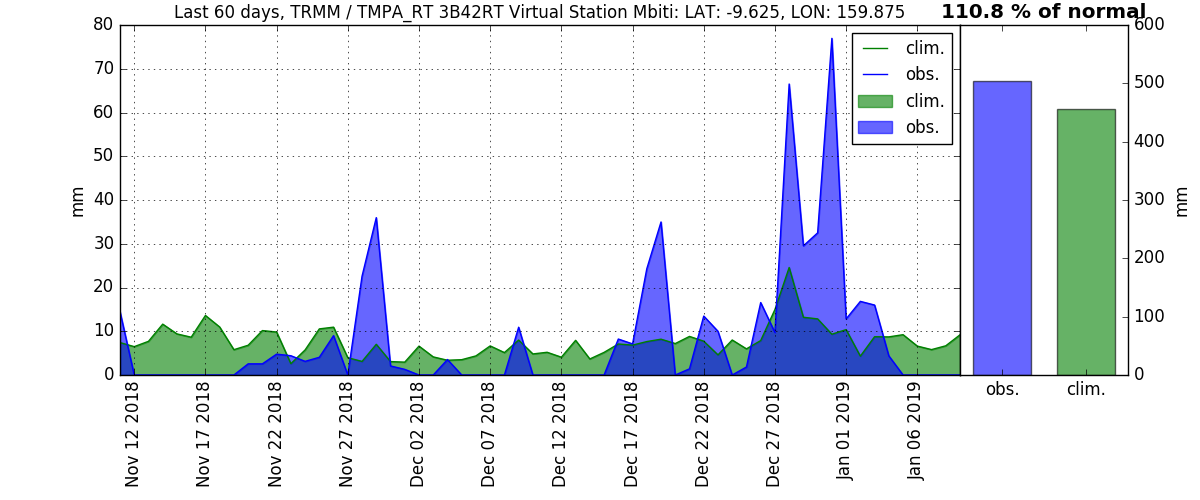 Last 60 days, TRMM / TMPA_RT 3B42RT Virtual Station Mbiti: LAT: -9.625, LON: 159.875
110.8 % of normal
80
70
60
50
40
30
20
10
0
mm
Nov 12 2018
Nov 17 2018
Nov 22 2018
Nov 27 2018
Dec 02 2018
Dec 07 2018
Dec 12 2018
Dec 17 2018
Dec 22 2018
Dec 27 2018
Jan 01 2019
Jan 06 2019
clim.
obs.
clim.
obs.
600
500
400
300
200
100
0
mm
obs.
clim.